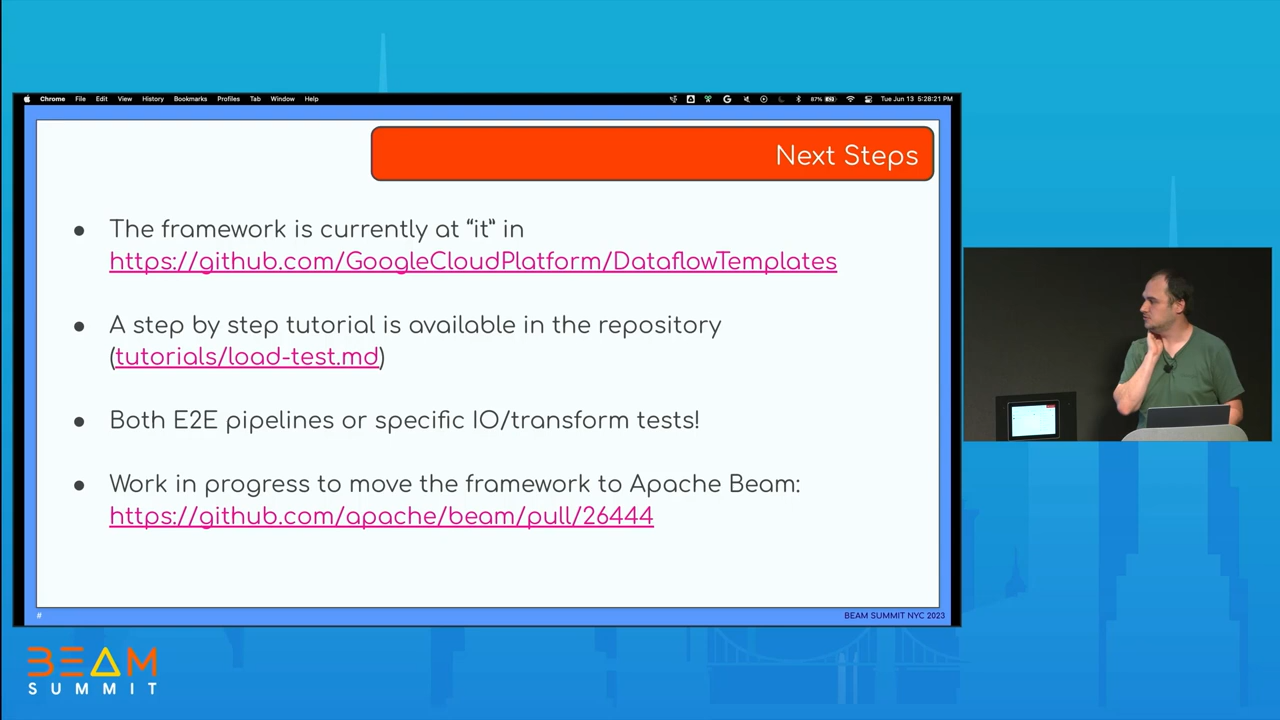 Chrome File Edit View History Bookmarks Profiles Tab Window Help
87% Tue Jun 13 5:28:21 PM
Next Steps
● The framework is currently at “it” in
https://github.com/GoogleCloudPlatform/DataflowTemplates
● A step by step tutorial is available in the repository
(tutorials/load-test.md)
● Both E2E pipelines or specific IO/transform tests!
● Work in progress to move the framework to Apache Beam:
https://github.com/apache/beam/pull/26444
#
BEAM SUMMIT NYC 2023
BEAM
SUMMIT